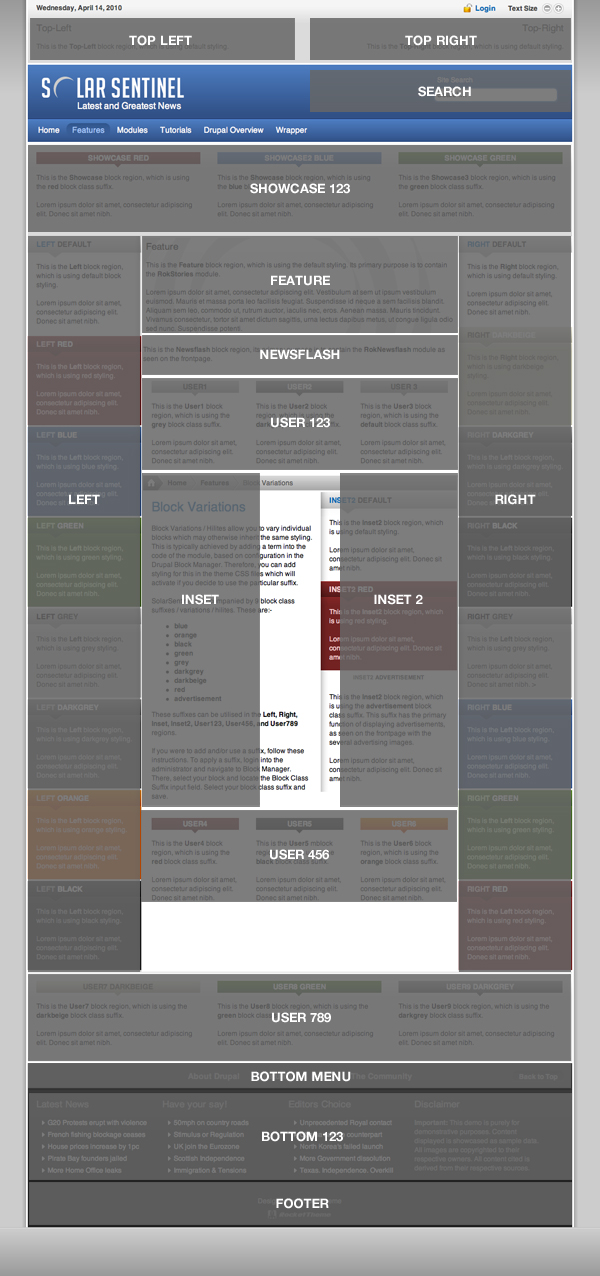 Wednesday, April 14, 2010
Login
Text Size
Top-Left
TOP LEFT
This is the Top-Left block region, which is using default styling.
Top-Right
TOP RIGHT
This is the Top-Right block region, which is using default styling.
SOLAR SENTINEL
Latest and Greatest News
Site Search
SEARCH
Home Features Modules Tutorials Drupal Overview Wrapper
SHOWCASE RED
This is the Showcase block region, which is using
the red block class suffix.
Lorem ipsum dolor sit amet, consectetur adipiscing
elit. Donec sit amet nibh.
SHOWCASE2 BLUE
This is the Showcase2 block region, which is using
the blue
SHOWCASE 123
Lorem ipsum dolor sit amet, consectetur adipiscing
elit. Donec sit amet nibh.
SHOWCASE GREEN
This is the Showcase3 block region, which is using
the green block class suffix.
Lorem ipsum dolor sit amet, consectetur adipiscing
elit. Donec sit amet nibh.
LEFT DEFAULT
This is the Left block
region, which is using
default default block
styling.
Lorem ipsum dolor sit
amet, consectetur
adipiscing elit. Donec sit
amet nibh.
LEFT RED
This is the Left block region,
which is using red styling.
Lorem ipsum dolor sit amet,
consectetur adipiscing elit.
Donec sit amet nibh.
LEFT BLUE
This is the Left block region,
which is using blue styling.
Lorem ipsum dolor sit amet,
LEFT
LEFT GREEN
This is the Left block region,
which is using green styling.
Lorem ipsum dolor sit amet,
consectetur adipiscing elit.
Donec sit amet nibh.
LEFT GREY
This is the Left block region,
which is using grey styling.
Lorem ipsum dolor sit amet,
consectetur adipiscing elit.
Donec sit amet nibh.
LEFT DARKGREY
This is the Left block region,
which is using darkgrey styling.
Lorem ipsum dolor sit amet,
consectetur adipiscing elit.
Donec sit amet nibh.
LEFT ORANGE
This is the Left block region,
which is using orange styling.
Lorem ipsum dolor sit amet,
consectetur adipiscing elit.
Donec sit amet nibh.
LEFT BLACK
This is the Left block region,
which is using black styling.
Lorem ipsum dolor sit amet,
consectetur adipiscing elit.
Donec sit amet nibh.
Feature
This is the Feature block region, which is using the default styling. Its primary purpose is to contain
the RokStories module.
FEATURE
Lorem ipsum dolor sit amet, consectetur adipiscing elit. Vestibulum at sem ut ipsum vestibulum
euismod. Mauris et massa porta leo facilisis feugiat. Suspendisse id neque a sem facilisis blandit.
Aliquam sem leo, commodo ut, rutrum auctor, iaculis nec, eros. Aenean massa. Mauris tincidunt.
Vivamus consectetur, dolor sit amet dictum sagittis, urna lectus dapibus metus, ut congue ligula odio
sed nunc. Suspendisse potenti.
This is the Newsflash block region.
the RokNewsflash module as
seen on the frontpage.
NEWSFLASH
USER1
This is the User1 block
region, which is using the
grey block class suffix.
Lorem ipsum dolor sit amet,
consectetur adipiscing elit.
Donec sit amet nibh.
USER2
This is the User2 block
region, which is using the
USER 123
Lorem ipsum dolor sit amet,
consectetur adipiscing elit.
Donec sit amet nibh.
USER 3
This is the User3 block
region, which is using the
default block class suffix.
Lorem ipsum dolor sit amet,
consectetur adipiscing elit.
Donec sit amet nibh.
Home Features Block Variations
Block Variations
Block Variations / Hilites allow you to vary individual
blocks which may otherwise inherit the same styling.
This is typically achieved by adding a term into the
code of the module, based on configuration in the
Drupal Block Manager. Therefore, you can add
styling for this in the theme CSS files which will
activate if you decide to use the particular suffix.
INSET
suffixes / variations / hilites. These are:-
blue
orange
black
green
grey
darkgrey
darkbeige
red
advertisement
These suffixes can be utilised in the Left, Right,
Inset, Inset2, User123, User456, and User789
regions.
If you were to add and/or use a suffix, follow these
instructions. To apply a suffix, login into the
administrator and navigate to Block Manager.
There, select your block and locate the Block Class
Suffix input field. Select your block class suffix and
save.
INSET2 DEFAULT
This is the Inset2 block region, which
is using default styling.
Lorem ipsum dolor sit amet,
consectetur adipiscing elit. Donec sit
amet nibh.
INSET2 RED
INSET 2
This is the Inset2 block region, which
is using red styling.
Lorem ipsum dolor sit amet,
consectetur adipiscing elit. Donec sit
amet nibh.
INSET2 ADVERTISEMENT
This is the Inset2 block region, which
is using the advertisement block
class suffix. This suffix has the primary
function of displaying advertisements,
as seen on the frontpage with the
several advertising images.
Lorem ipsum dolor sit amet,
consectetur adipiscing elit. Donec sit
amet nibh.
USER4
This is the User4 block
region, which is using the
red block class suffix.
Lorem ipsum dolor sit amet,
consectetur adipiscing elit.
Donec sit amet nibh.
USER5
This is the User5 block
USER 456
black block class suffix.
Lorem ipsum dolor sit amet,
consectetur adipiscing elit.
Donec sit amet nibh.
USER6
This is the User6 block
region, which is using the
orange block class suffix.
Lorem ipsum dolor sit amet,
consectetur adipiscing elit.
Donec sit amet nibh.
RIGHT DEFAULT
This is the Right block
region, which is using
default styling.
Lorem ipsum dolor sit
amet, consectetur
adipiscing elit. Donec sit
amet nibh.
RIGHT DARKBEIGE
This is the Right block
region, which is using
darkbeige styling.
Lorem ipsum dolor sit amet,
consectetur adipiscing elit.
Donec sit amet nibh.
RIGHT DARKGREY
This is the Left block region,
which is using darkgrey styling.
Lorem ipsum dolor sit amet,
RIGHT
RIGHT BLACK
This is the Left block region,
which is using black styling.
Lorem ipsum dolor sit amet,
consectetur adipiscing elit.
Donec sit amet nibh.
RIGHT GREY
This is the Left block region,
which is using grey styling.
Lorem ipsum dolor sit amet,
consectetur adipiscing elit.
Donec sit amet nibh. >
RIGHT BLUE
This is the Left block region,
which is using blue styling.
Lorem ipsum dolor sit amet,
consectetur adipiscing elit.
Donec sit amet nibh.
RIGHT GREEN
This is the Left block region,
which is using green styling.
Lorem ipsum dolor sit amet,
consectetur adipiscing elit.
Donec sit amet nibh.
RIGHT RED
This is the Left block region,
which is using red styling.
Lorem ipsum dolor sit amet,
consectetur adipiscing elit.
Donec sit amet nibh.
USER7 DARKBEIGE
This is the User7 block region, which is using the
darkbeige block class suffix.
Lorem ipsum dolor sit amet, consectetur adipiscing
elit. Donec sit amet nibh.
USER8 GREEN
This is the User8 block region, which is using the
green block class suffix.
USER 789
Lorem ipsum dolor sit amet, consectetur adipiscing
elit. Donec sit amet nibh.
USER9 DARKGREY
This is the User9 block region, which is using the
darkgrey block class suffix.
Lorem ipsum dolor sit amet, consectetur adipiscing
elit. Donec sit amet nibh.
About Drupal
BOTTOM MENU
The Community
Back to Top
Latest News
G20 Protests erupt with violence
French fishing blockage ceases
House prices increase by 1pc
Pirate Bay founders jailed
More Home Office leeks
Have your say!
50mph on country roads
Stimulus or Regulation
UK join the Eurozone
Scottish Independence
Immigration & Tensions
BOTTOM 123
Editors Choice
Unprecedented Royal contact
counterpart
North Korea's failed launch
More Government dissolution
Texas, Independence. Overkill
Disclaimer
Important: This story is purely for
demonstrative purposes. Content
displayed is showcased as sample data.
All images are copyrighted to their
respective owners. All content cited is
derived from their respective sources
FOOTER